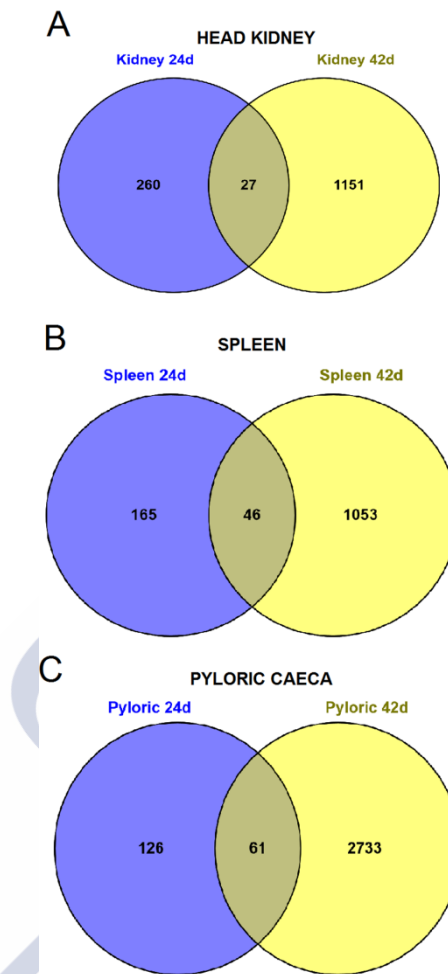 A
HEAD KIDNEY
Kidney 24d Kidney 42d
260 27 1151
B
SPLEEN
Spleen 24d Spleen 42d
165 46 1053
C
PYLORIC CAECA
Pyloric 24d Pyloric 42d
126 61 2733